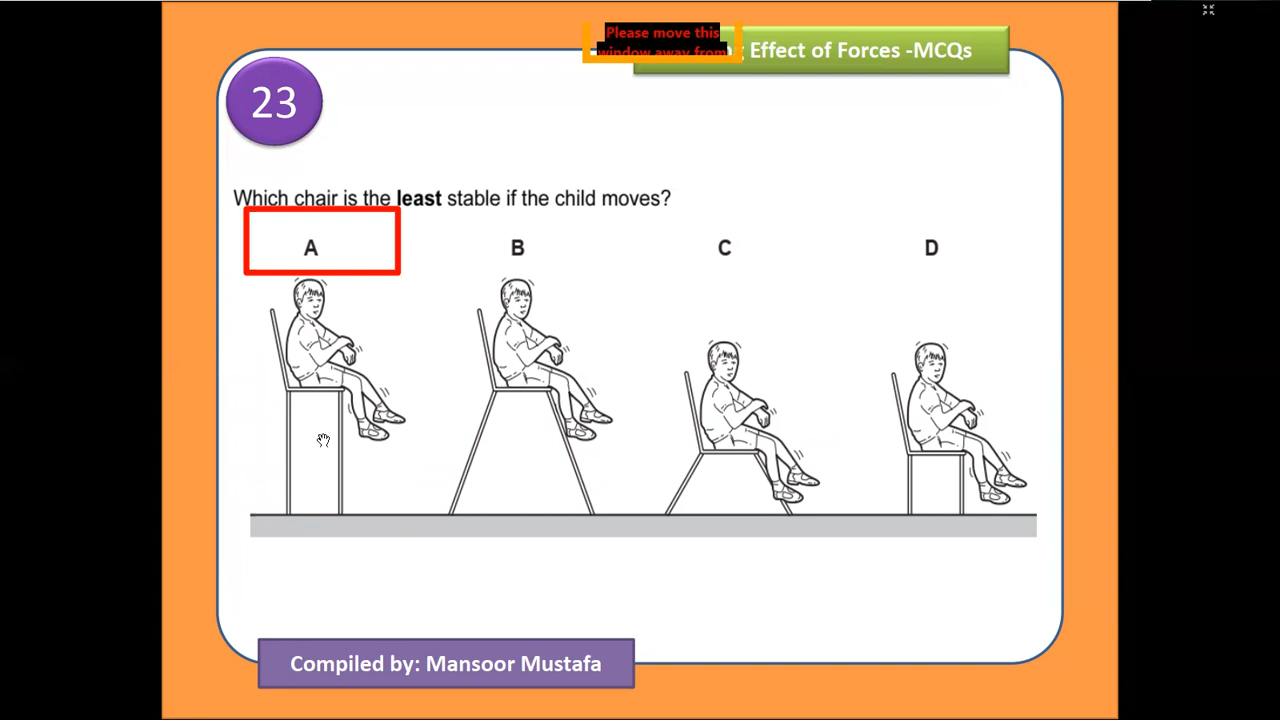 Please move this
window away from
Effect of Forces -MCQs
23
Which chair is the least stable if the child moves?
A B C D
Compiled by: Mansoor Mustafa